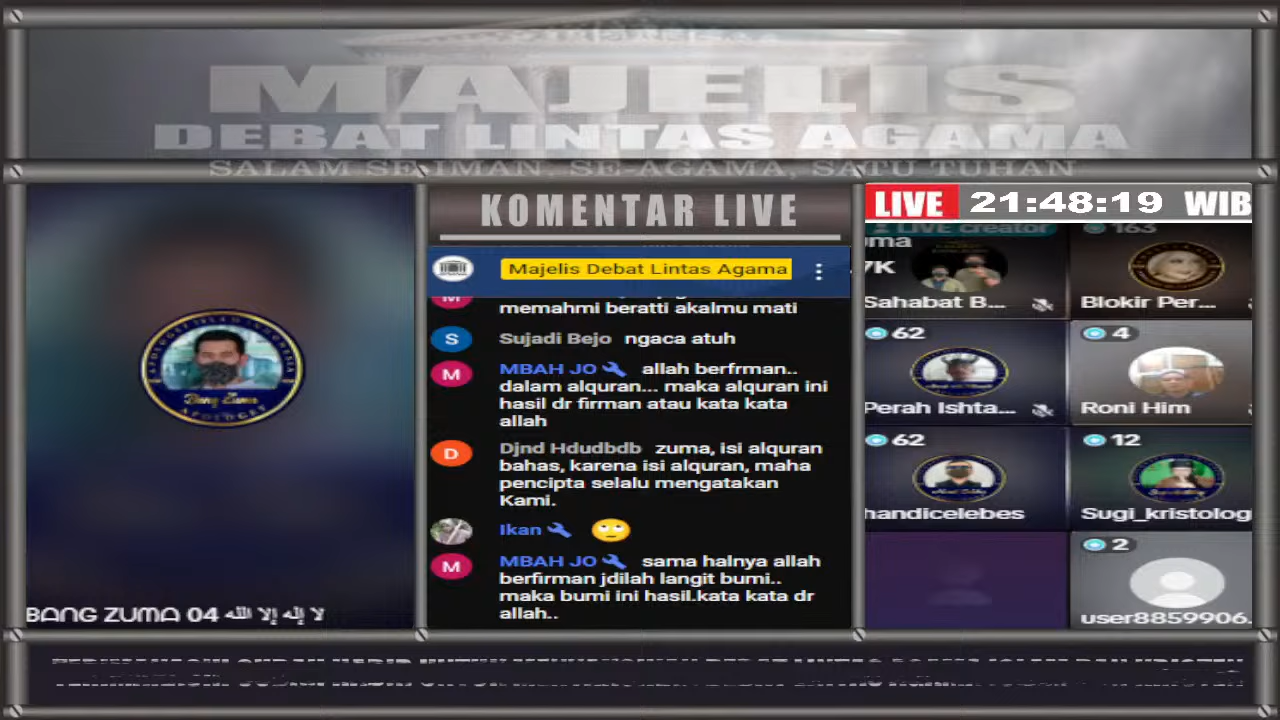 MAJELIS
DEBAT LINTAS AGAMA
SALAM SE-IMAN, SE-AGAMA, SATU TUHAN
KOMENTAR LIVE
Majelis Debat Lintas Agama
memahmi beratti akalmu mati
Sujadi Bejo ngaca atuh
MBAH JO allah berfrman..
dalam alquran... maka alquran ini
hasil dr firman atau kata kata
allah
Djnd Hdudbdb zuma, isi alquran
bahas, karena isi alquran, maha
pencipta selalu mengatakan
Kami.
Ikan
MBAH JO sama halnya allah
berfirman jdilah langit bumi..
maka bumi ini hasil.kata kata dr
allah..
LIVE 21:48:19 WIB
LIVE creator
163
uma
7K
Sahabat B...
Blokir Per...
62
4
Perah Ishta...
Roni Him
62
12
handicelebes
Sugi_kristologi
2
user8859906.
Bang Zuma
APOLOGET
BANG ZUMA 04 لا إله إلا الله